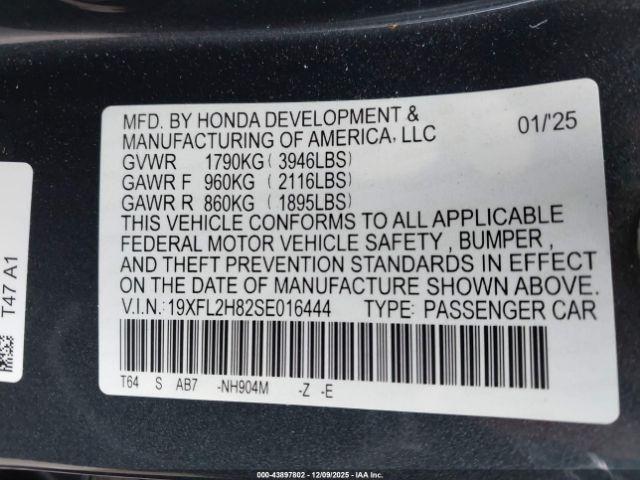 MFD. BY HONDA DEVELOPMENT &
MANUFACTURING OF AMERICA, LLC 01/'25
GVWR 1790KG ( 3946LBS)
GAWR F 960KG ( 2116LBS)
GAWR R 860KG ( 1895LBS)
THIS VEHICLE CONFORMS TO ALL APPLICABLE
FEDERAL MOTOR VEHICLE SAFETY , BUMPER ,
AND THEFT PREVENTION STANDARDS IN EFFECT
ON THE DATE OF MANUFACTURE SHOWN ABOVE.
V.I.N.: 19XFL2H82SE016444 TYPE: PASSENGER CAR
T64 S AB7 -NH904M -Z -E
T47 A1
000-43897802 - 12/09/2025 - IAA Inc.